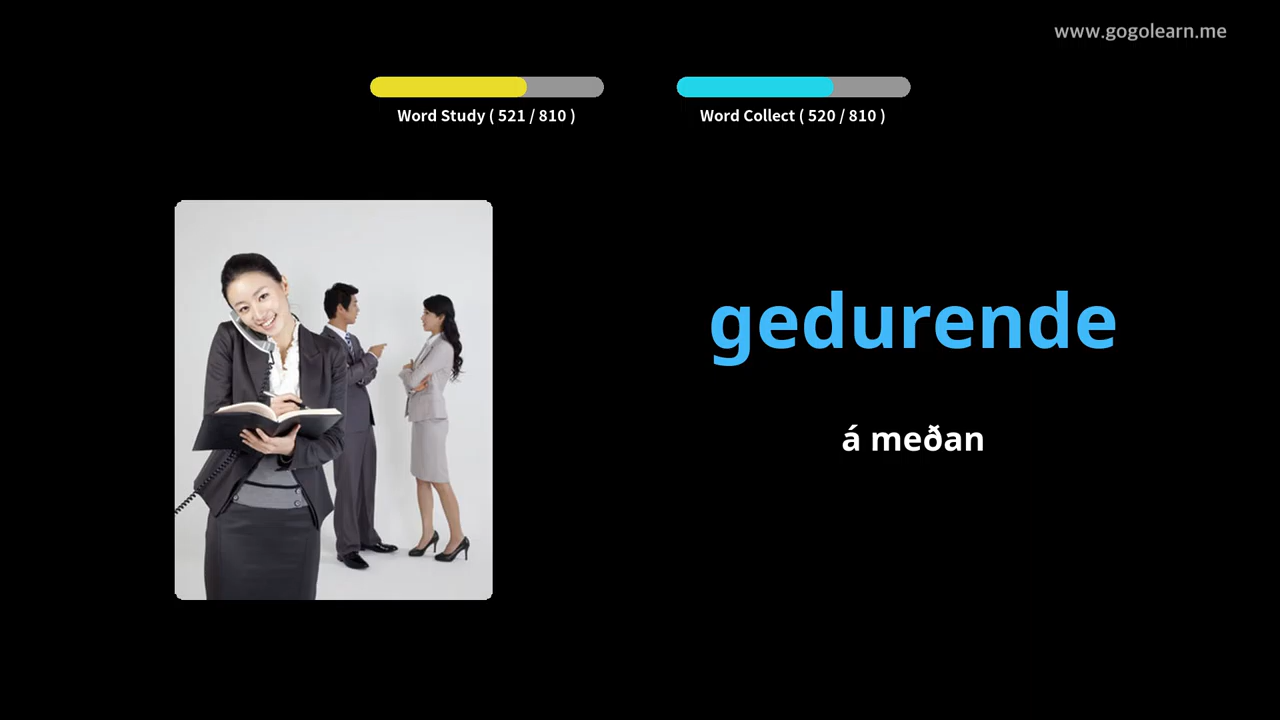 www.gogolearn.me
Word Study ( 521 / 810 )
Word Collect ( 520 / 810 )
gedurende
á meðan